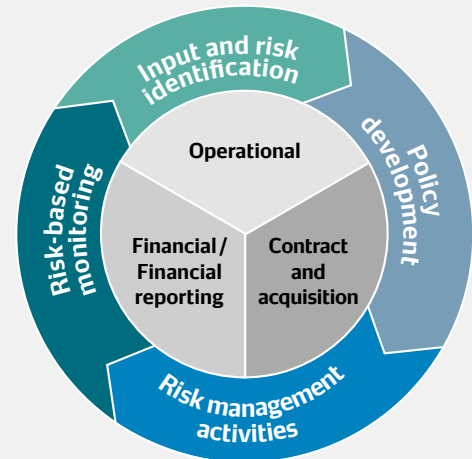 Input and risk
identification
Policy
development
Risk management
activities
Risk-based
monitoring
Operational
Contract
and
acquisition
Financial/
Financial
reporting